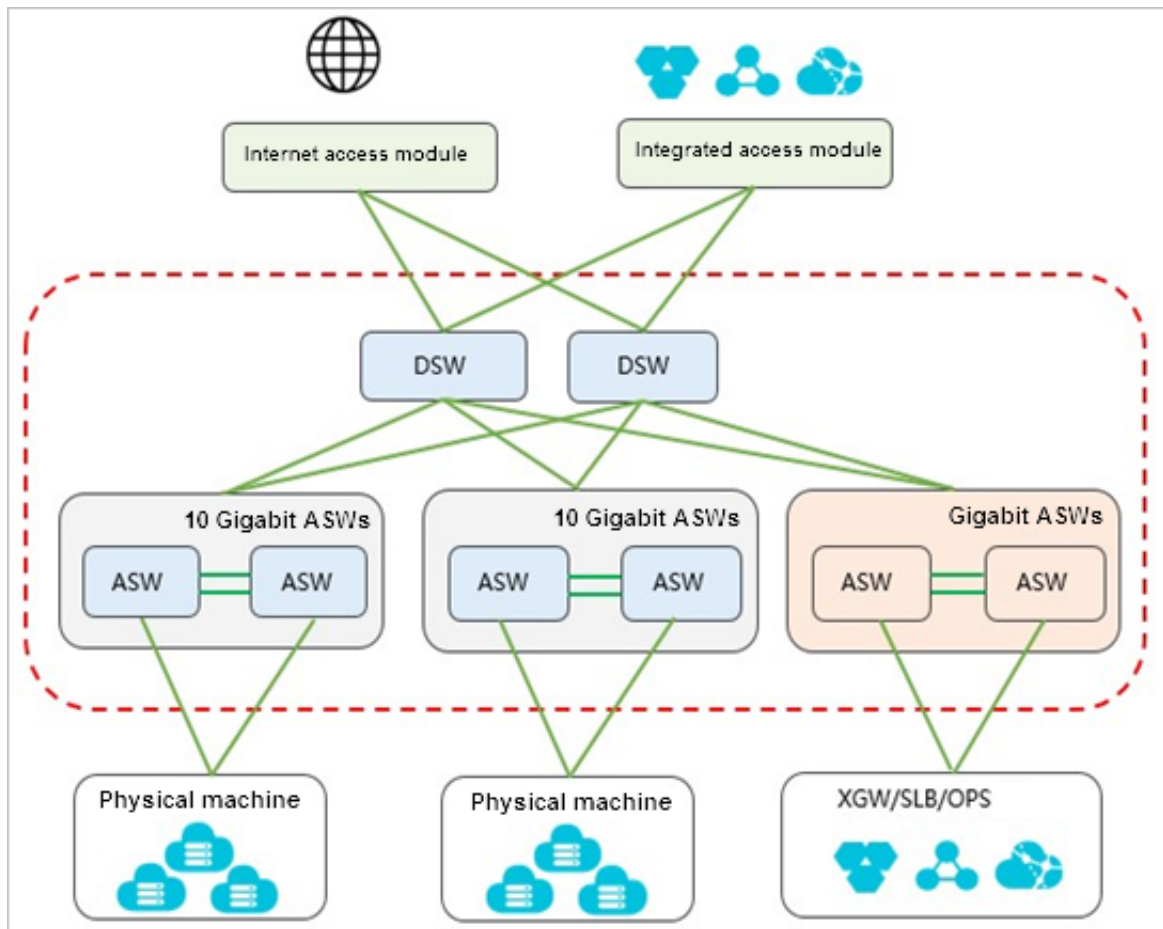 Internet access module
Integrated access module
DSW
DSW
10 Gigabit ASWs
10 Gigabit ASWs
Gigabit ASWs
ASW
ASW
ASW
ASW
ASW
ASW
Physical machine
Physical machine
XGW/SLB/OPS